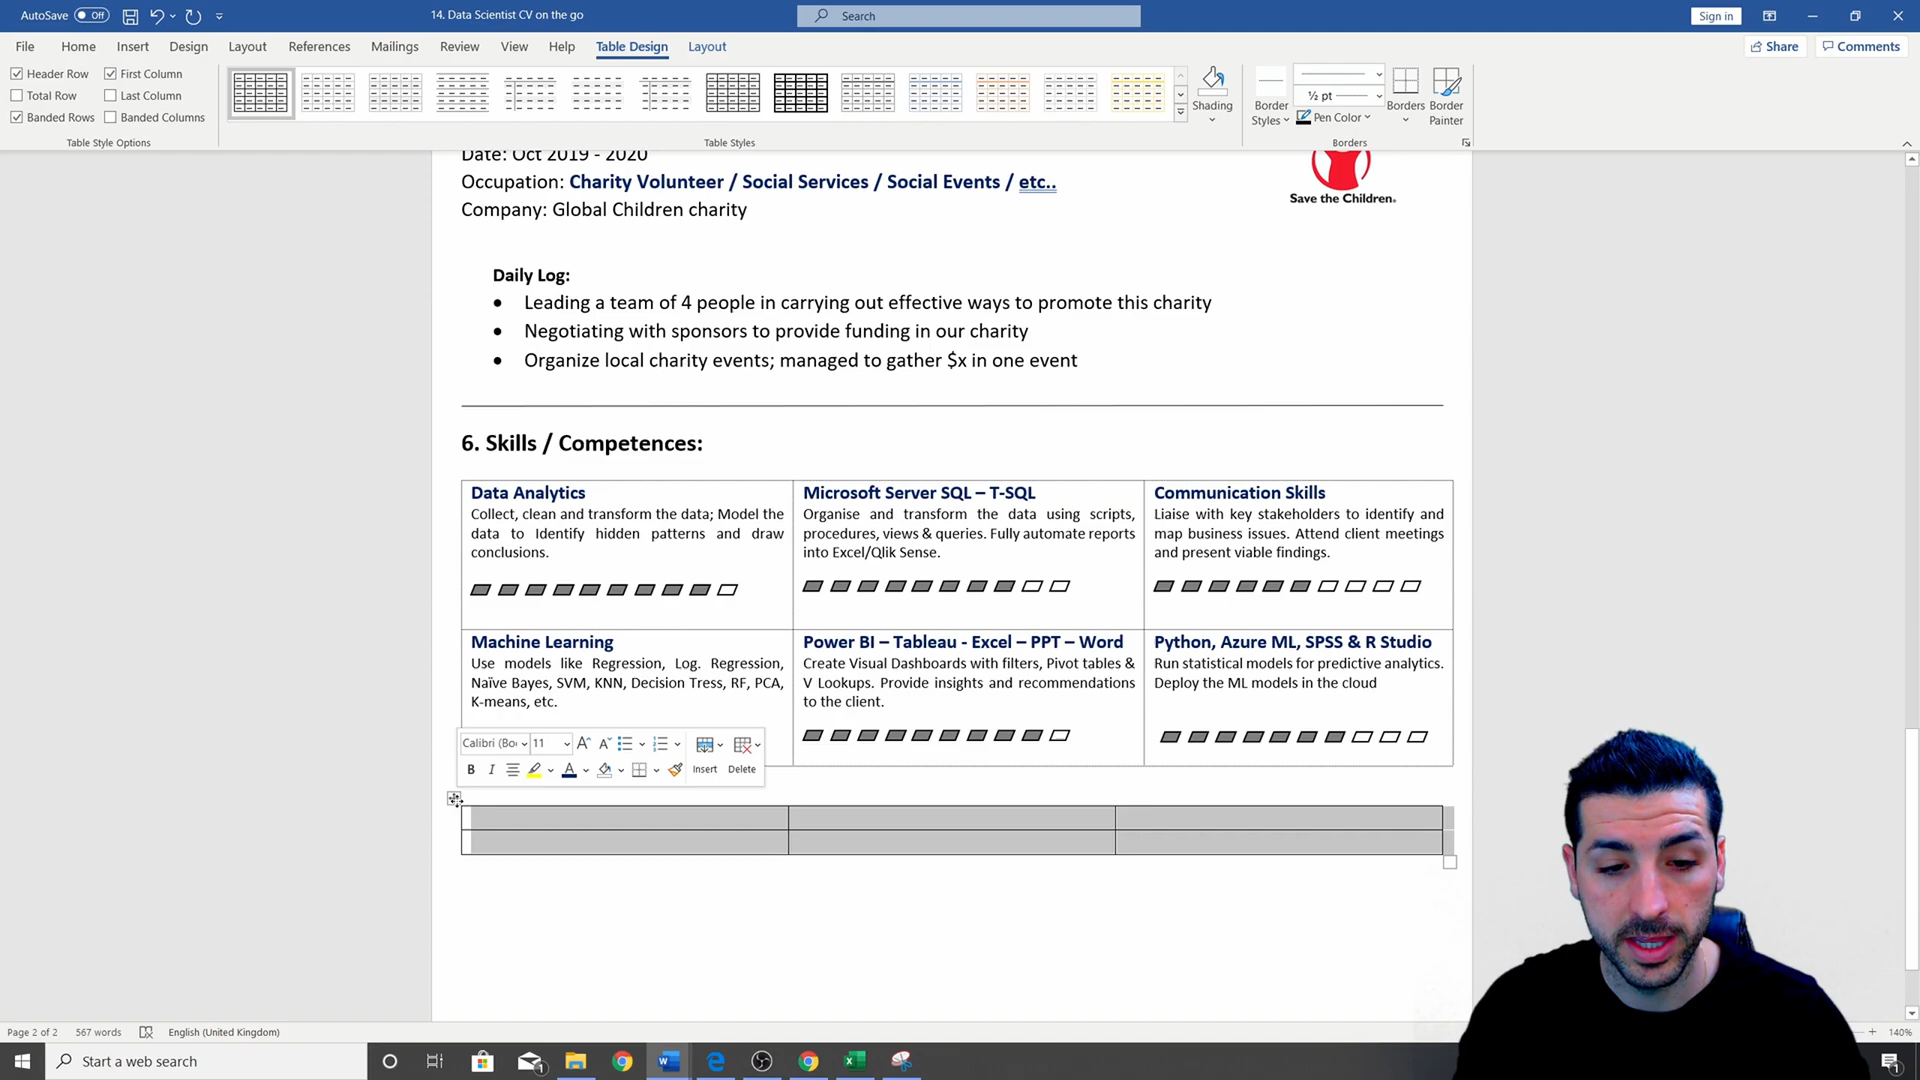 AutoSave Off
14. Data Scientist CV on the go
Search
Sign in
File Home Insert Design Layout References Mailings Review View Help Table Design Layout
Share Comments
Header Row First Column
Total Row Last Column
Banded Rows Banded Columns
Table Style Options
Table Styles
Shading
Border Styles
½ pt
Pen Color
Borders
Border Painter
Borders
Date: Oct 2019 - 2020
Occupation: Charity Volunteer / Social Services / Social Events / etc..
Company: Global Children charity
Save the Children.
Daily Log:
• Leading a team of 4 people in carrying out effective ways to promote this charity
• Negotiating with sponsors to provide funding in our charity
• Organize local charity events; managed to gather $x in one event
6. Skills / Competences:
Data Analytics
Collect, clean and transform the data; Model the
data to Identify hidden patterns and draw
conclusions.
Microsoft Server SQL – T-SQL
Organise and transform the data using scripts,
procedures, views & queries. Fully automate reports
into Excel/Qlik Sense.
Communication Skills
Liaise with key stakeholders to identify and
map business issues. Attend client meetings
and present viable findings.
Machine Learning
Use models like Regression, Log. Regression,
Naïve Bayes, SVM, KNN, Decision Tress, RF, PCA,
K-means, etc.
Power BI – Tableau - Excel – PPT – Word
Create Visual Dashboards with filters, Pivot tables &
V Lookups. Provide insights and recommendations
to the client.
Python, Azure ML, SPSS & R Studio
Run statistical models for predictive analytics.
Deploy the ML models in the cloud
Calibri (Bo 11
B I
Insert Delete
Page 2 of 2 567 words English (United Kingdom)
140%
Start a web search